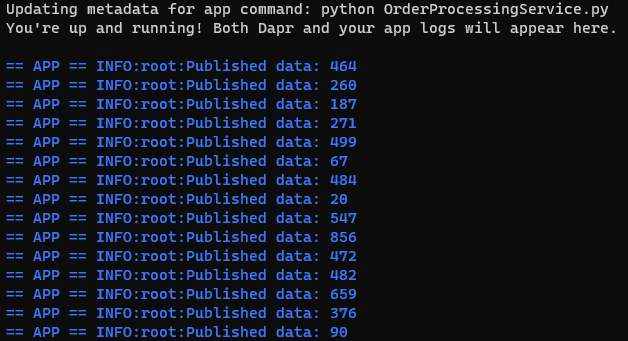 Updating metadata for app command: python OrderProcessingService.py
You're up and running! Both Dapr and your app logs will appear here.
== APP == INFO:root:Published data: 464
== APP == INFO:root:Published data: 260
== APP == INFO:root:Published data: 187
== APP == INFO:root:Published data: 271
== APP == INFO:root:Published data: 499
== APP == INFO:root:Published data: 67
== APP == INFO:root:Published data: 484
== APP == INFO:root:Published data: 20
== APP == INFO:root:Published data: 547
== APP == INFO:root:Published data: 856
== APP == INFO:root:Published data: 472
== APP == INFO:root:Published data: 482
== APP == INFO:root:Published data: 659
== APP == INFO:root:Published data: 376
== APP == INFO:root:Published data: 90